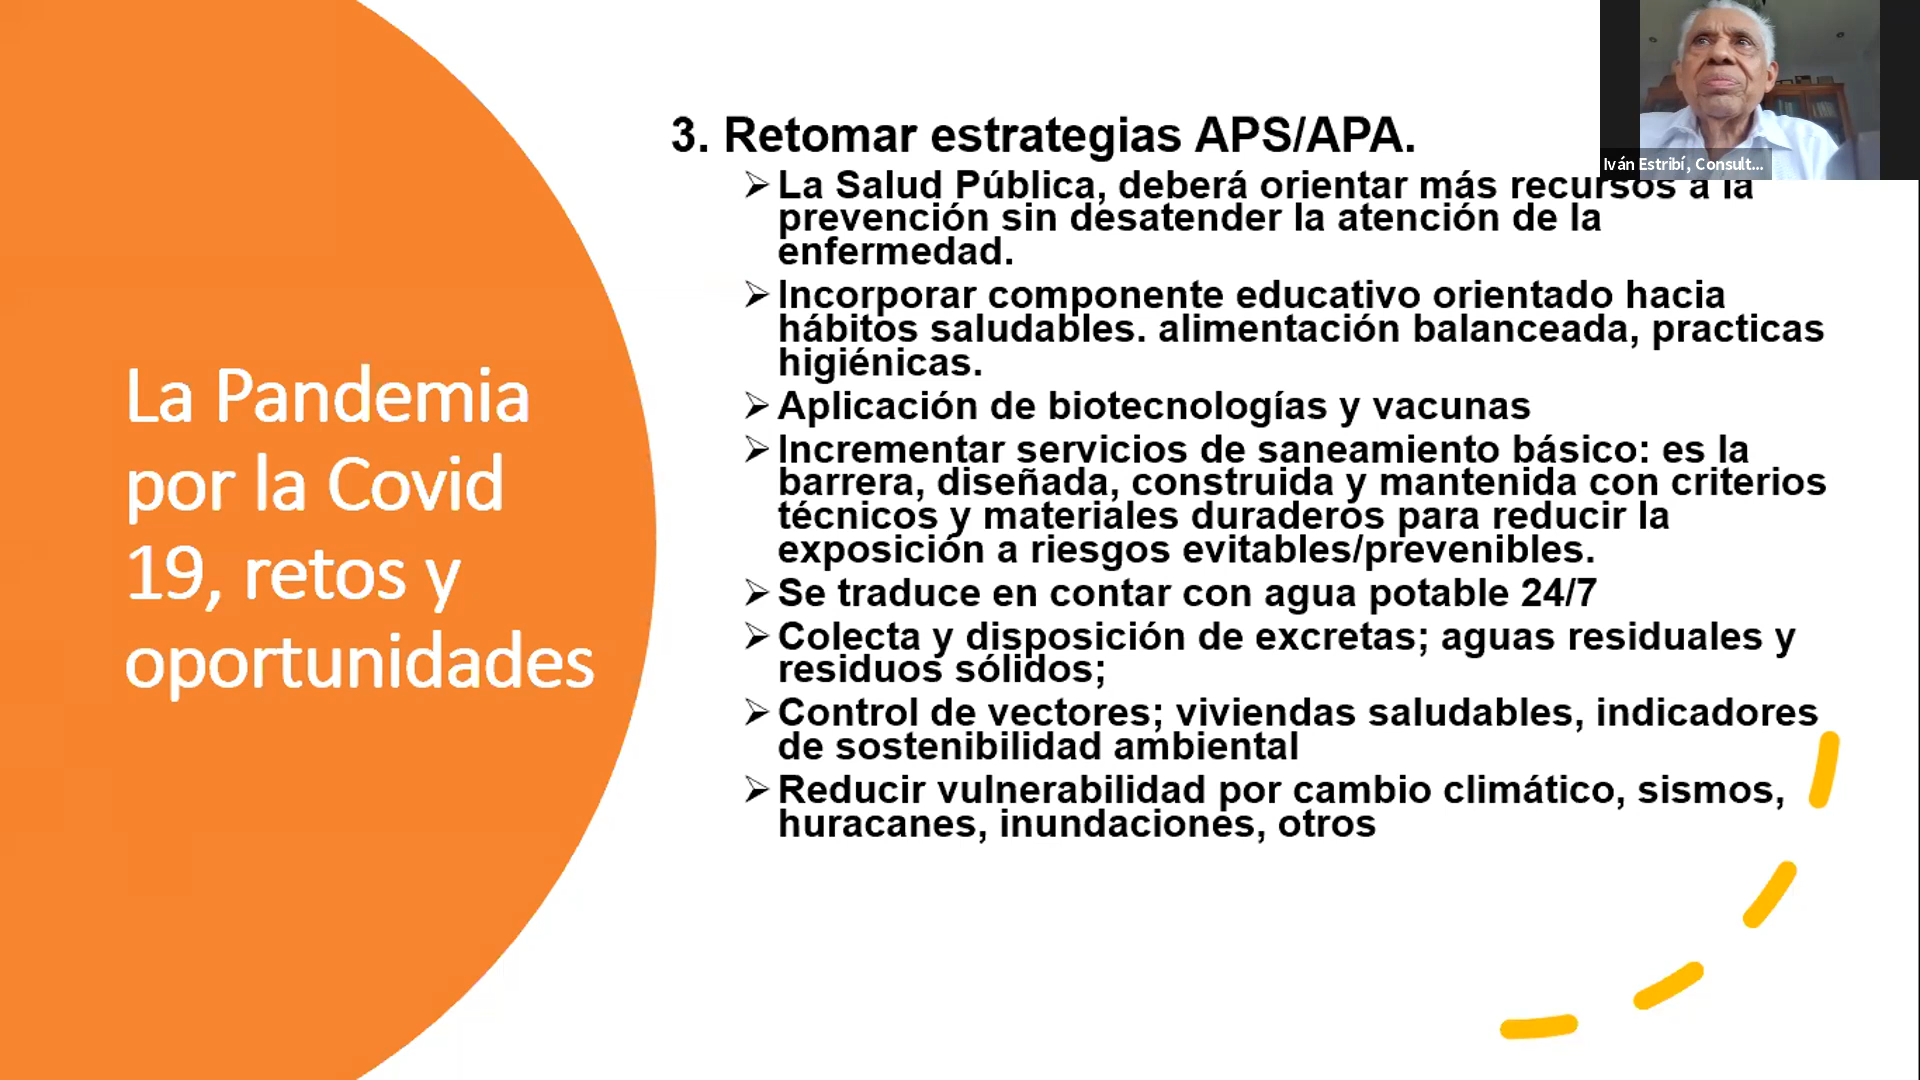 La Pandemia
por la Covid
19, retos y
oportunidades
3. Retomar estrategias APS/APA.
La Salud Pública, deberá orientar más recursos a la
prevención sin desatender la atención de la
enfermedad.
Incorporar componente educativo orientado hacia
hábitos saludables. alimentación balanceada, practicas
higiénicas.
Aplicación de biotecnologías y vacunas
Incrementar servicios de saneamiento básico: es la
barrera, diseñada, construida y mantenida con criterios
técnicos y materiales duraderos para reducir la
exposición a riesgos evitables/prevenibles.
Se traduce en contar con agua potable 24/7
Colecta y disposición de excretas; aguas residuales y
residuos sólidos;
Control de vectores; viviendas saludables, indicadores
de sostenibilidad ambiental
Reducir vulnerabilidad por cambio climático, sismos,
huracanes, inundaciones, otros
Iván Estribí, Consult...